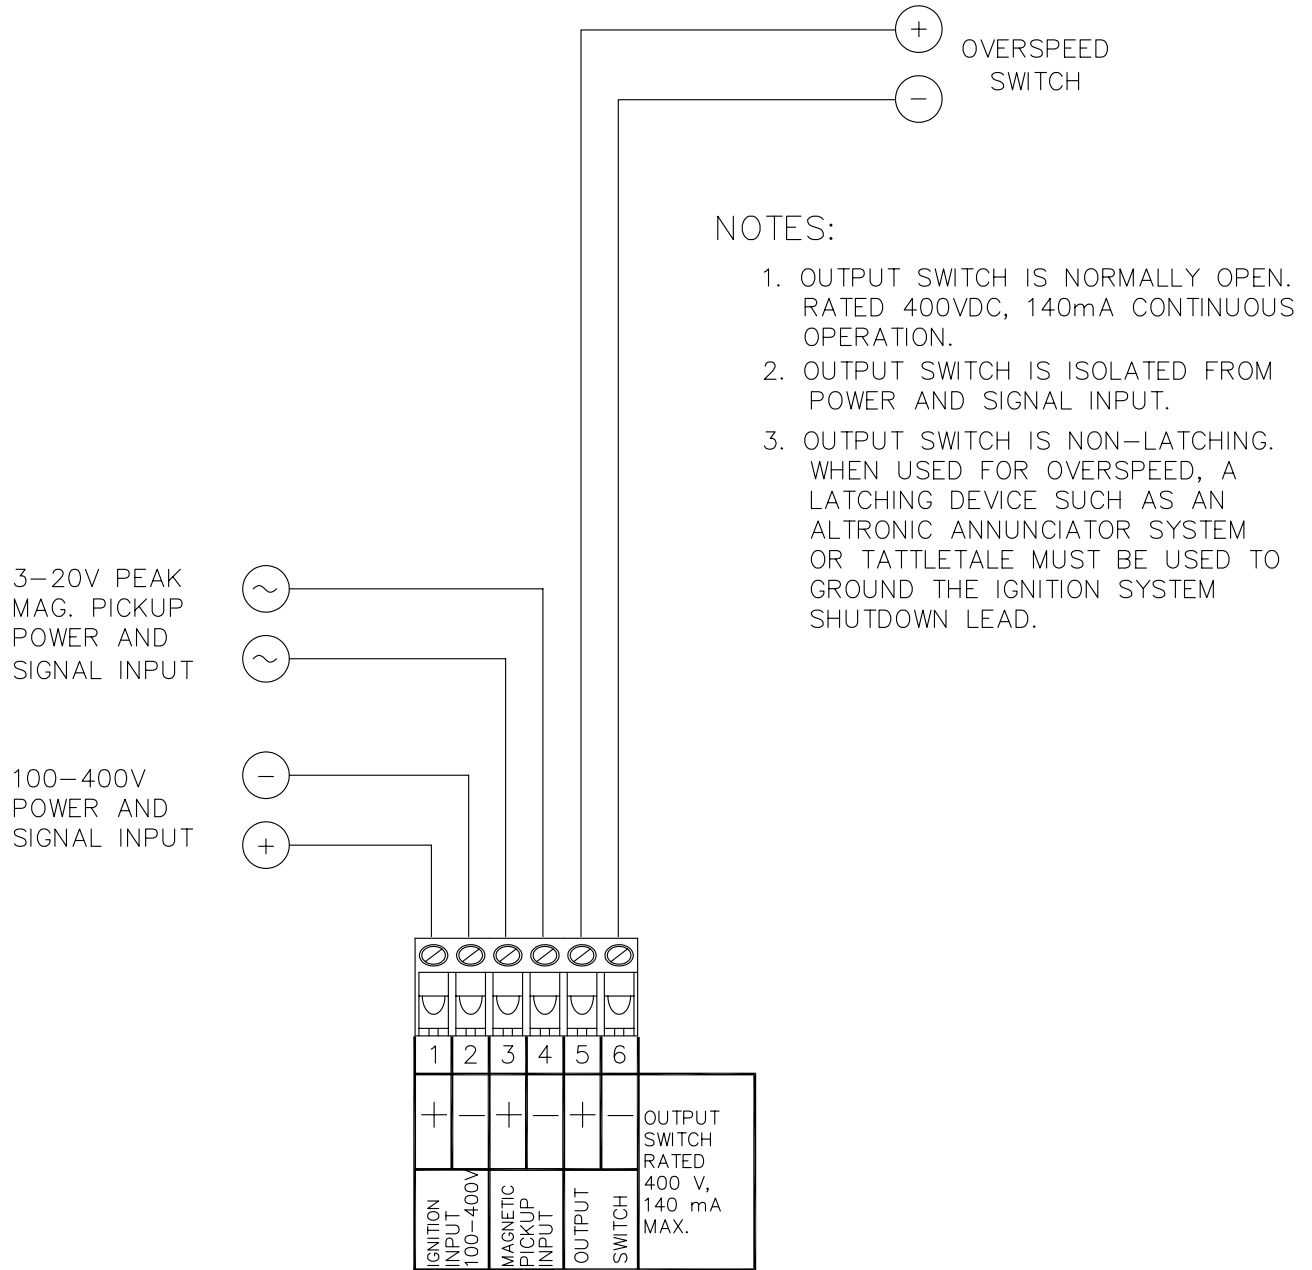 +
OVERSPEED
SWITCH
−
NOTES:
1. OUTPUT SWITCH IS NORMALLY OPEN.
RATED 400VDC, 140mA CONTINUOUS
OPERATION.
2. OUTPUT SWITCH IS ISOLATED FROM
POWER AND SIGNAL INPUT.
3. OUTPUT SWITCH IS NON−LATCHING.
WHEN USED FOR OVERSPEED, A
LATCHING DEVICE SUCH AS AN
ALTRONIC ANNUNCIATOR SYSTEM
OR TATTLETALE MUST BE USED TO
GROUND THE IGNITION SYSTEM
SHUTDOWN LEAD.
3−20V PEAK
MAG. PICKUP
POWER AND
SIGNAL INPUT
~
~
100−400V
POWER AND
SIGNAL INPUT
−
+
1 2 3 4 5 6
+ − + − + −
OUTPUT
SWITCH
RATED
400 V,
140 mA
MAX.
IGNITION
INPUT
100−400V
MAGNETIC
PICKUP
INPUT
OUTPUT
SWITCH